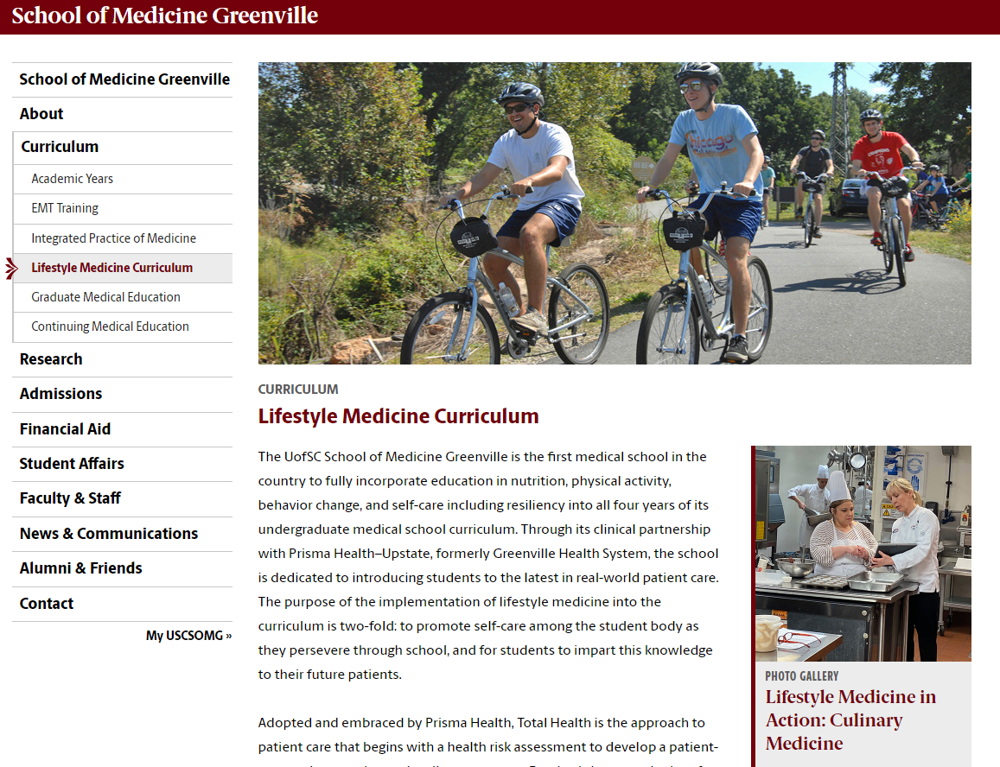 School of Medicine Greenville
School of Medicine Greenville
About
Curriculum
Academic Years
EMT Training
Integrated Practice of Medicine
Lifestyle Medicine Curriculum
Graduate Medical Education
Continuing Medical Education
Research
Admissions
Financial Aid
Student Affairs
Faculty & Staff
News & Communications
Alumni & Friends
Contact
My USCSOMG »
Chicago
CURRICULUM
Lifestyle Medicine Curriculum
The UofSC School of Medicine Greenville is the first medical school in the
country to fully incorporate education in nutrition, physical activity,
behavior change, and self-care including resiliency into all four years of its
undergraduate medical school curriculum. Through its clinical partnership
with Prisma Health–Upstate, formerly Greenville Health System, the school
is dedicated to introducing students to the latest in real-world patient care.
The purpose of the implementation of lifestyle medicine into the
curriculum is two-fold: to promote self-care among the student body as
they persevere through school, and for students to impart this knowledge
to their future patients.
Adopted and embraced by Prisma Health, Total Health is the approach to
patient care that begins with a health risk assessment to develop a patient-
PHOTO GALLERY
Lifestyle Medicine in
Action: Culinary
Medicine